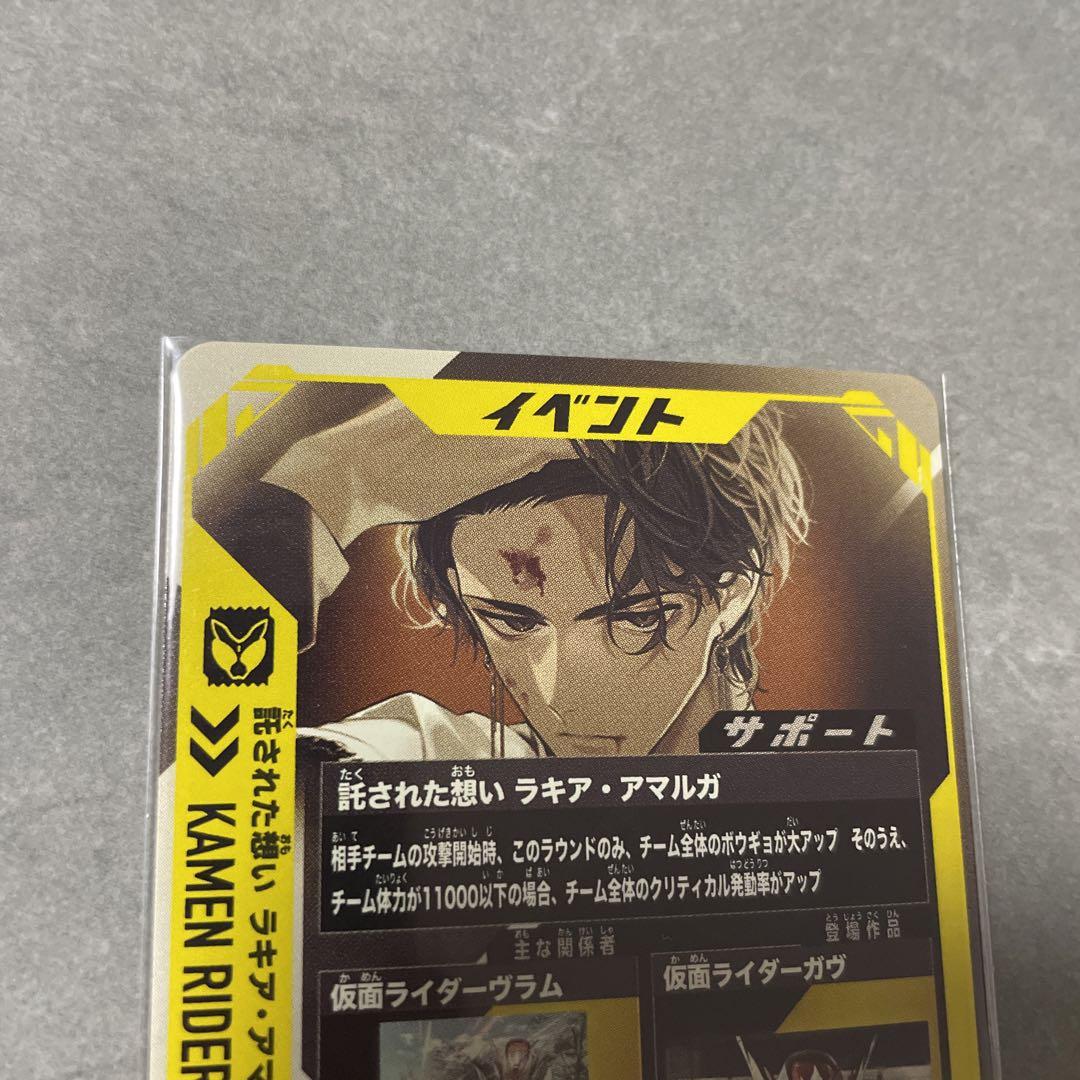 イベント
サポート
託された想い ラキア・アマルガ
相手チームの攻撃開始時、このラウンドのみ、チーム全体のボウギョが大アップ そのうえ、
チーム体力が11000以下の場合、チーム全体のクリティカル発動率がアップ
主な関係者
登場作品
仮面ライダーヴラム
仮面ライダーガヴ
託された想い ラキア・アマ
KAMEN RIDER